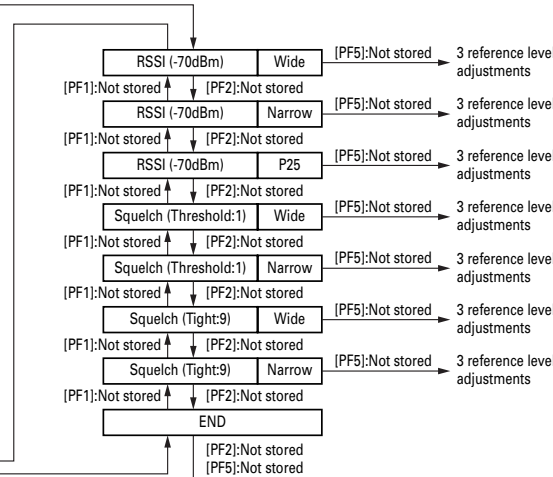 RSSI (-70dBm) Wide [PF5]:Not stored 3 reference level
adjustments
[PF1]:Not stored [PF2]:Not stored
RSSI (-70dBm) Narrow [PF5]:Not stored 3 reference level
adjustments
[PF1]:Not stored [PF2]:Not stored
RSSI (-70dBm) P25 [PF5]:Not stored 3 reference level
adjustments
[PF1]:Not stored [PF2]:Not stored
Squelch (Threshold:1) Wide [PF5]:Not stored 3 reference level
adjustments
[PF1]:Not stored [PF2]:Not stored
Squelch (Threshold:1) Narrow [PF5]:Not stored 3 reference level
adjustments
[PF1]:Not stored [PF2]:Not stored
Squelch (Tight:9) Wide [PF5]:Not stored 3 reference level
adjustments
[PF1]:Not stored [PF2]:Not stored
Squelch (Tight:9) Narrow [PF5]:Not stored 3 reference level
adjustments
[PF1]:Not stored [PF2]:Not stored
END
[PF2]:Not stored
[PF5]:Not stored